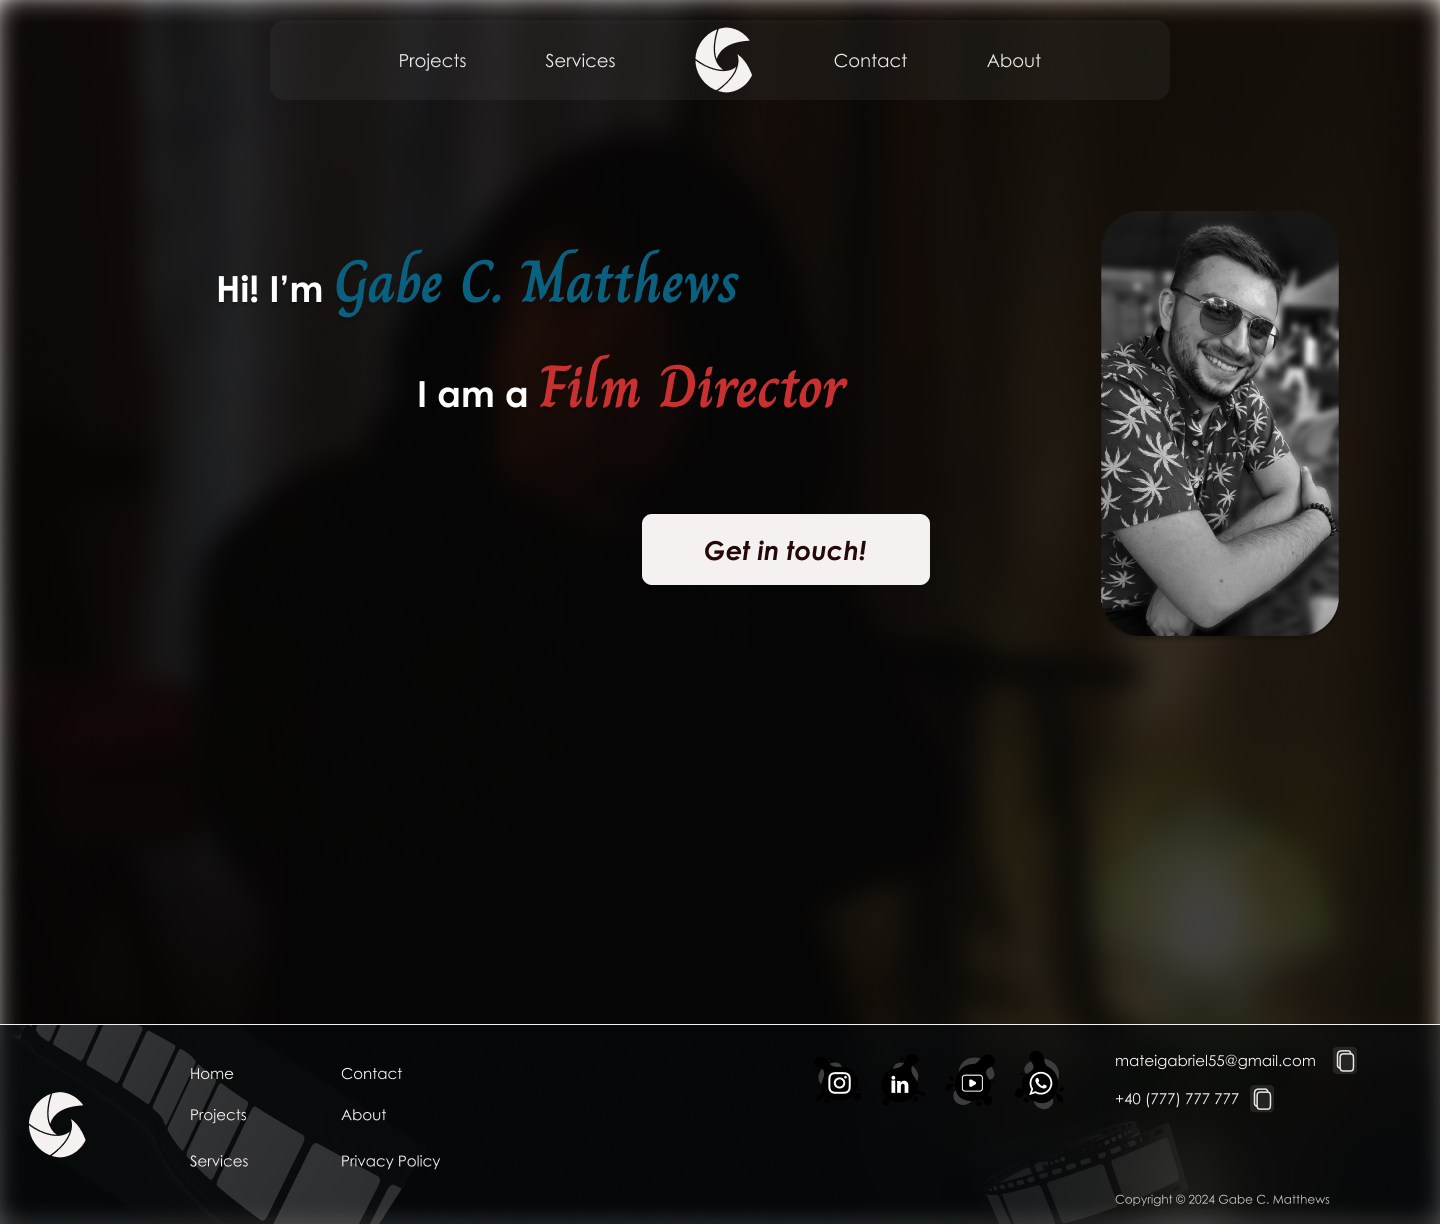 Projects Services Contact About
Hi! I'm Gabe C. Matthews
I am a Film Director
Get in touch!
Home Contact
Projects About
Services Privacy Policy
in
mateigabriel55@gmail.com
+40 (777) 777 777
Copyright © 2024 Gabe C. Matthews